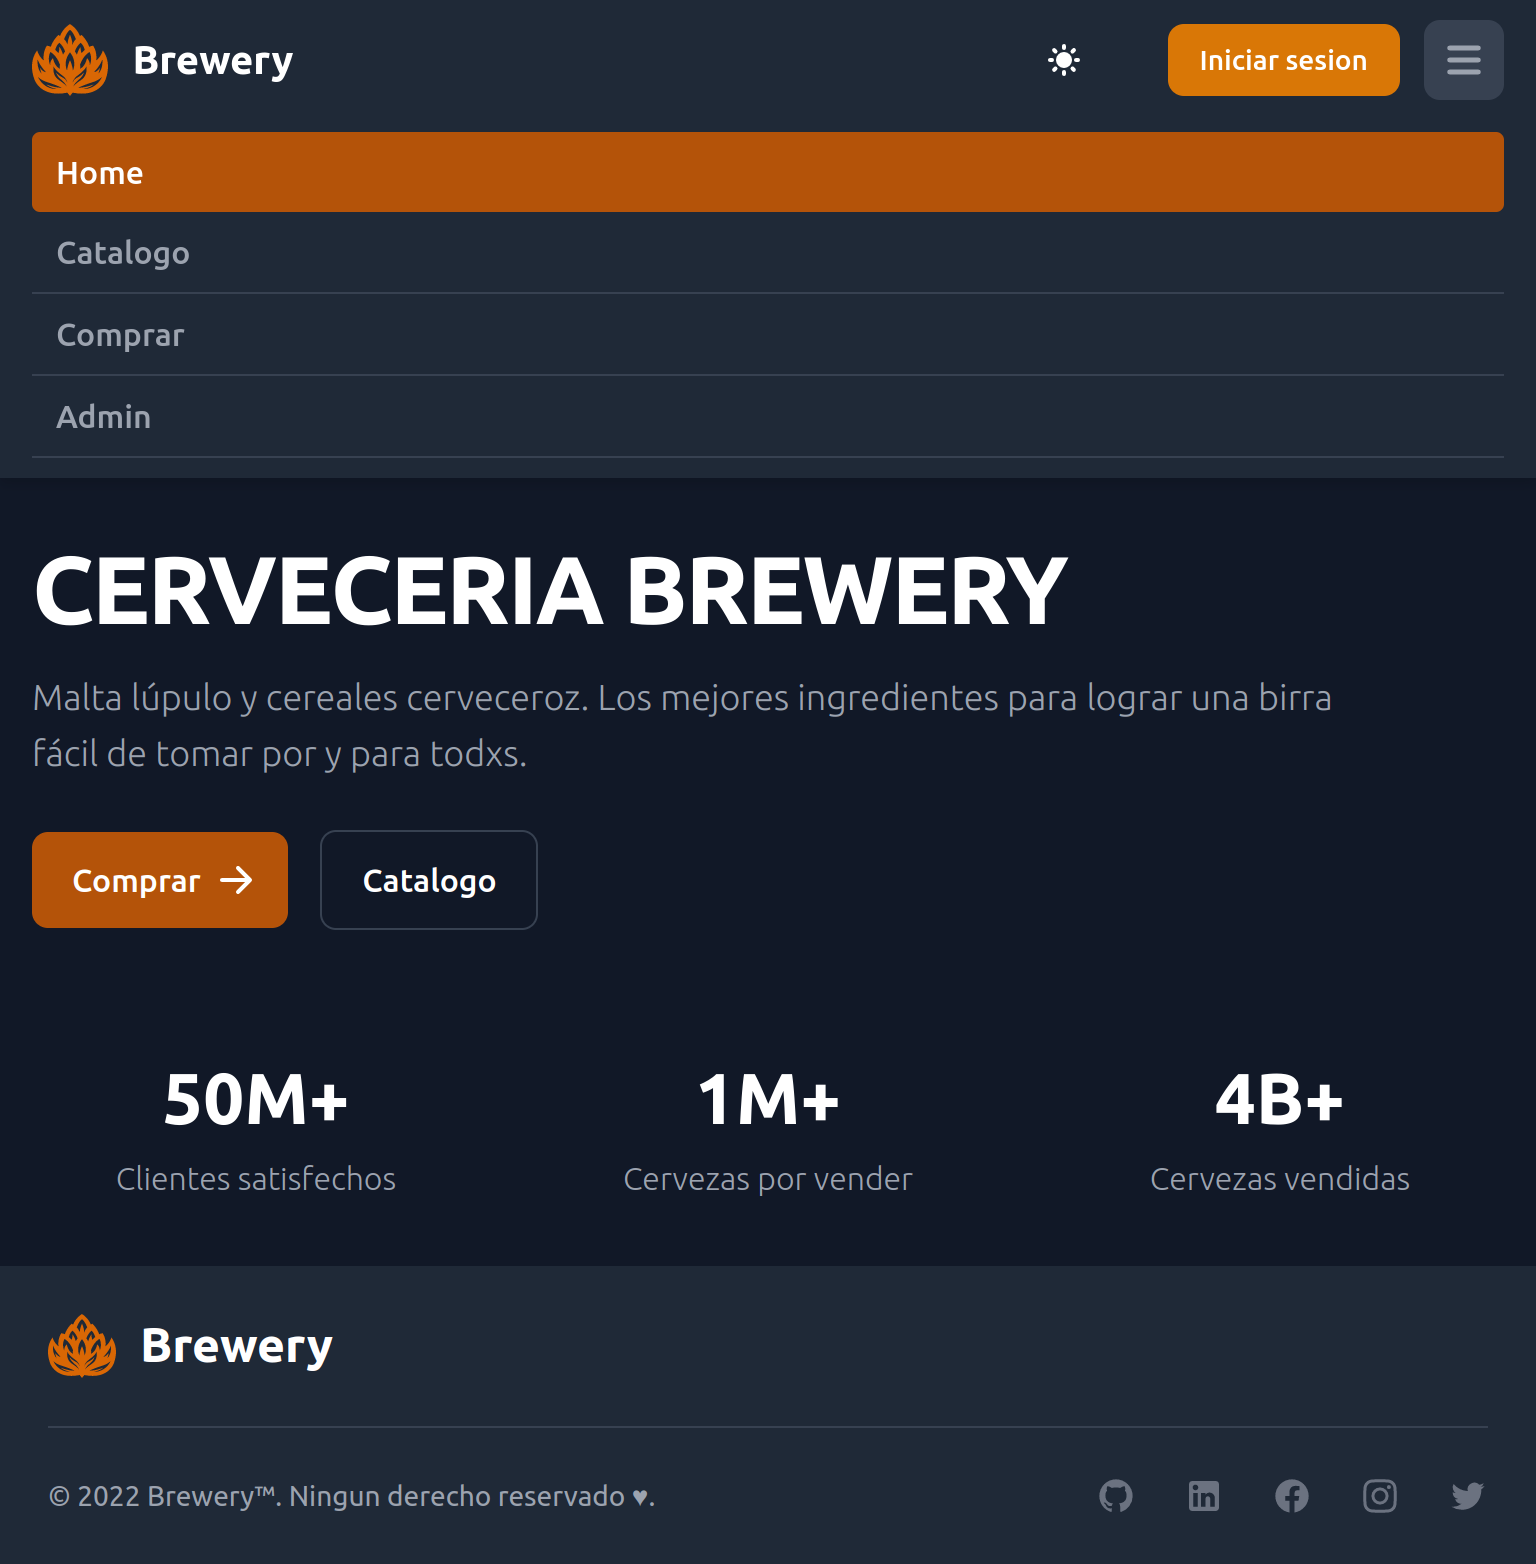 Brewery
Iniciar sesion
Home
Catalogo
Comprar
Admin
CERVECERIA BREWERY
Malta lúpulo y cereales cerveceroz. Los mejores ingredientes para lograr una birra
fácil de tomar por y para todxs.
Comprar
Catalogo
50M+
1M+
4B+
Clientes satisfechos
Cervezas por vender
Cervezas vendidas
Brewery
© 2022 Brewery™. Ningun derecho reservado ♥.